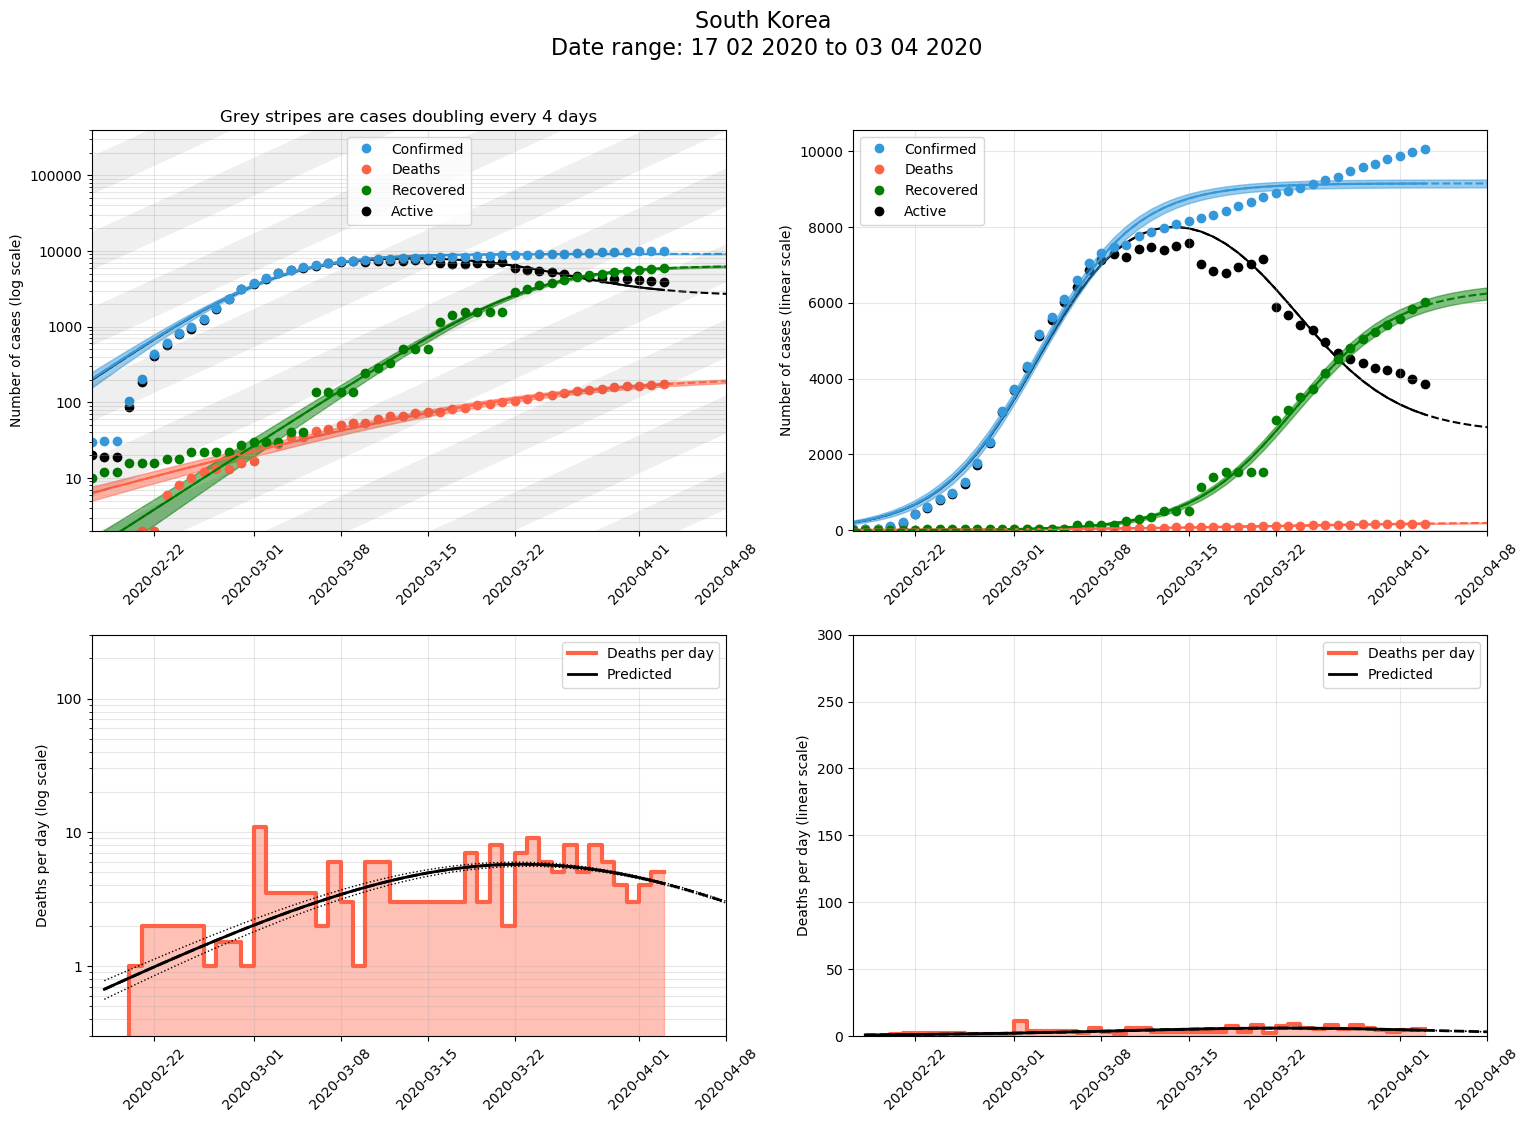 South Korea
Date range: 17 02 2020 to 03 04 2020
Grey stripes are cases doubling every 4 days
Number of cases (log scale)
100000
10000
1000
100
10
Confirmed
Deaths
Recovered
Active
2020-02-22
2020-03-01
2020-03-08
2020-03-15
2020-03-22
2020-04-01
2020-04-08
Number of cases (linear scale)
10000
8000
6000
4000
2000
0
Confirmed
Deaths
Recovered
Active
2020-02-22
2020-03-01
2020-03-08
2020-03-15
2020-03-22
2020-04-01
2020-04-08
Deaths per day (log scale)
100
10
1
Deaths per day
Predicted
2020-02-22
2020-03-01
2020-03-08
2020-03-15
2020-03-22
2020-04-01
2020-04-08
Deaths per day (linear scale)
300
250
200
150
100
50
0
Deaths per day
Predicted
2020-02-22
2020-03-01
2020-03-08
2020-03-15
2020-03-22
2020-04-01
2020-04-08